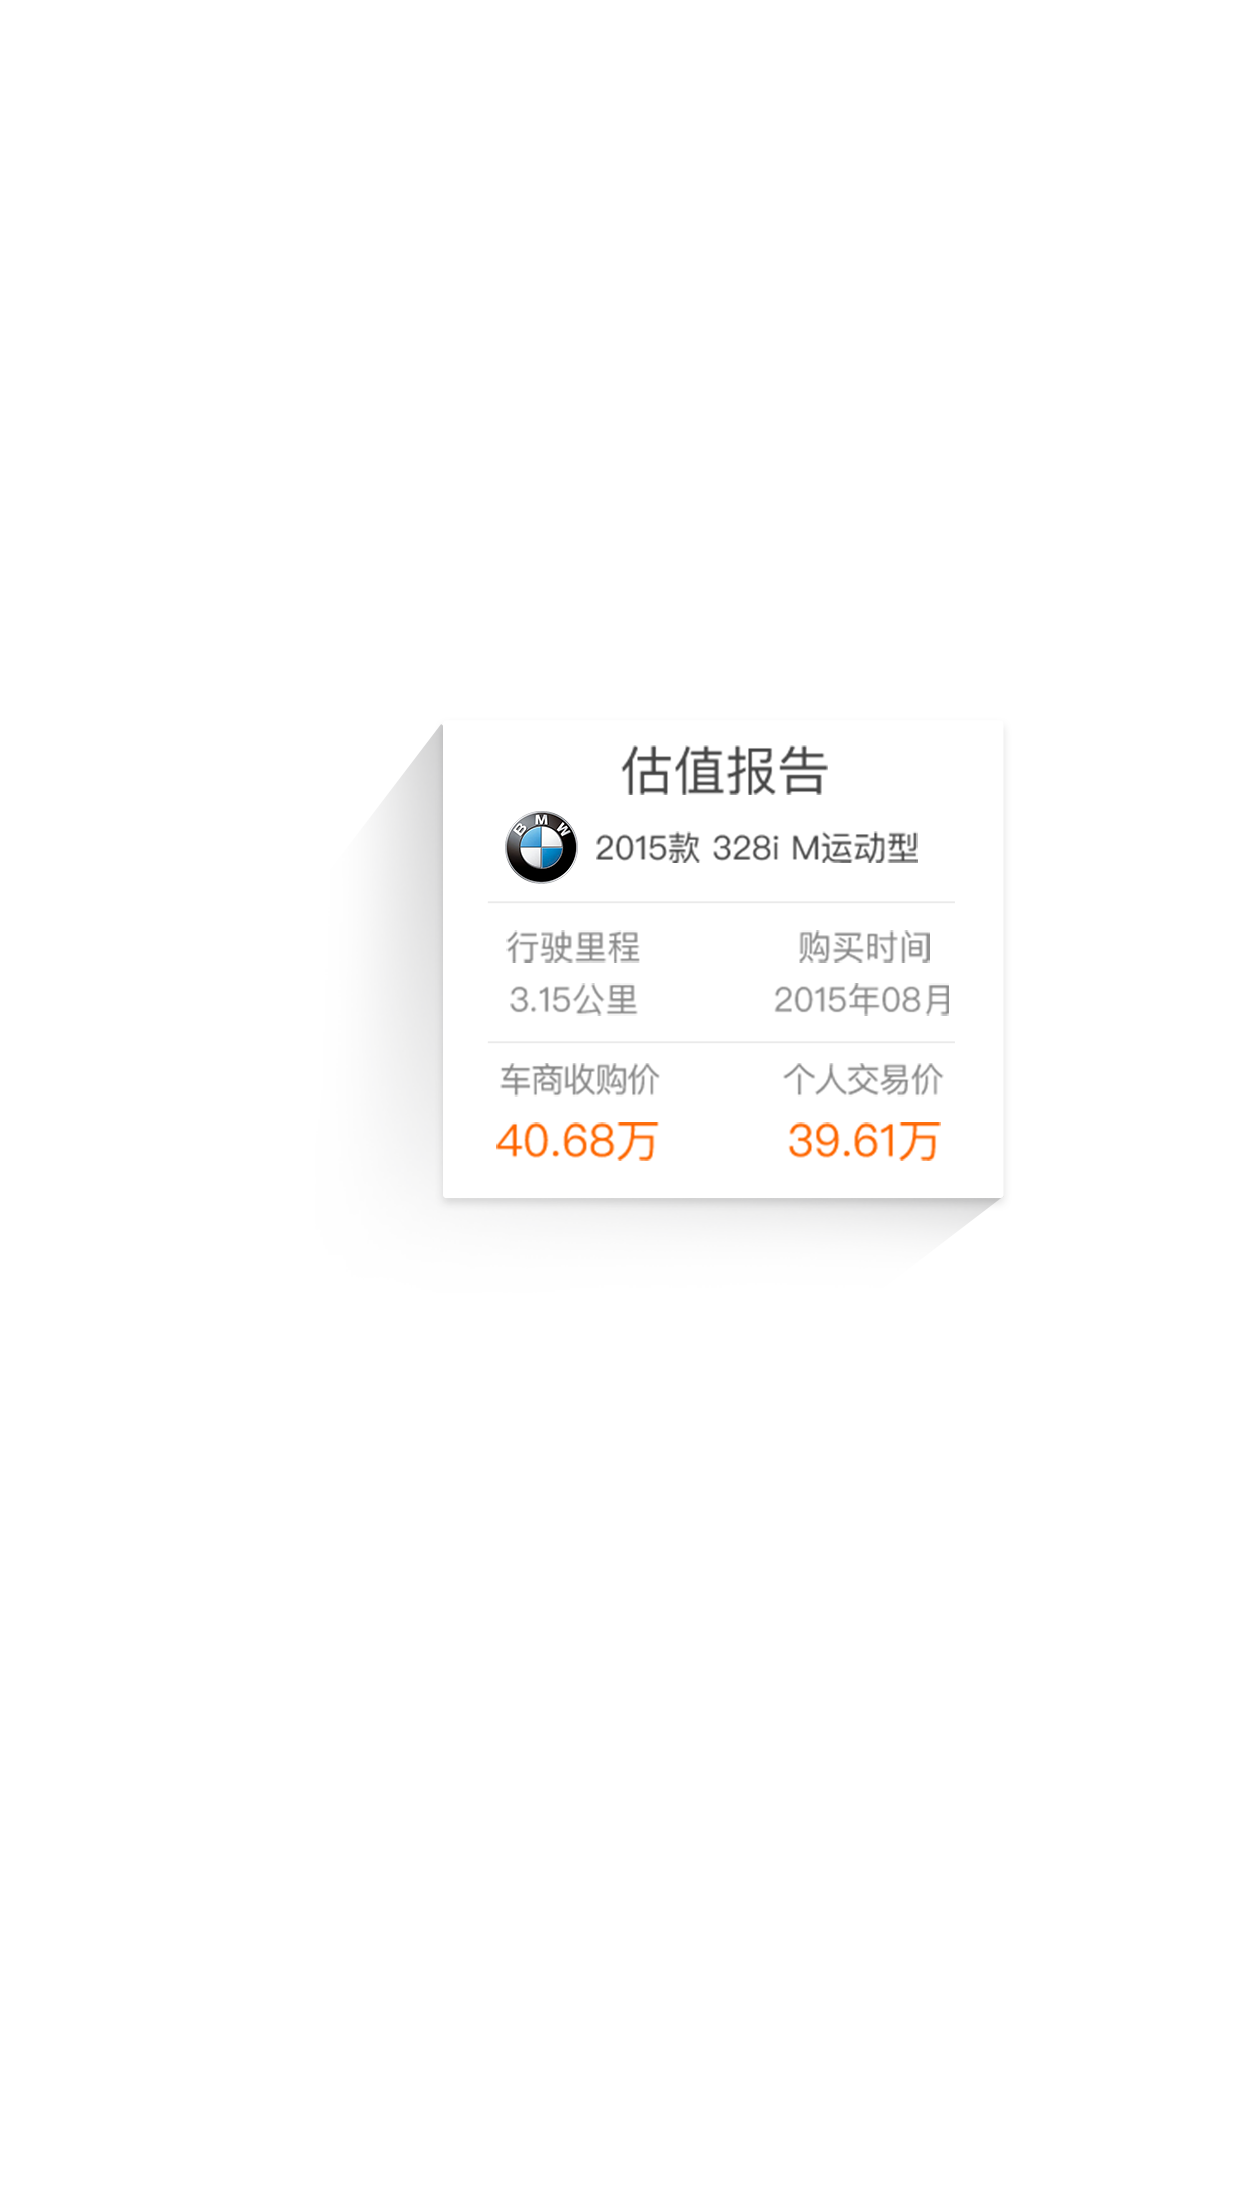 估值报告
BMW
2015款 328i M运动型
行驶里程 购买时间
3.15公里 2015年08月
车商收购价 个人交易价
40.68万 39.61万